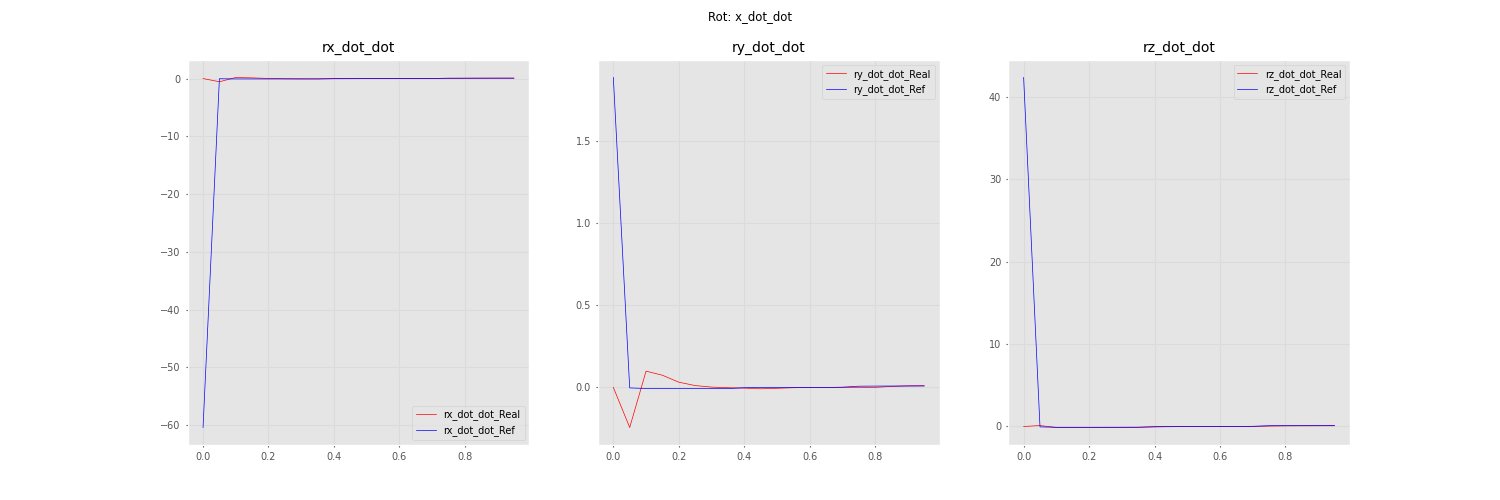 Rot: x_dot_dot
rx_dot_dot
0
−10
−20
−30
−40
−50
−60
0.0 0.2 0.4 0.6 0.8
rx_dot_dot_Real
rx_dot_dot_Ref
ry_dot_dot
1.5
1.0
0.5
0.0
0.0 0.2 0.4 0.6 0.8
ry_dot_dot_Real
ry_dot_dot_Ref
rz_dot_dot
40
30
20
10
0
0.0 0.2 0.4 0.6 0.8
rz_dot_dot_Real
rz_dot_dot_Ref